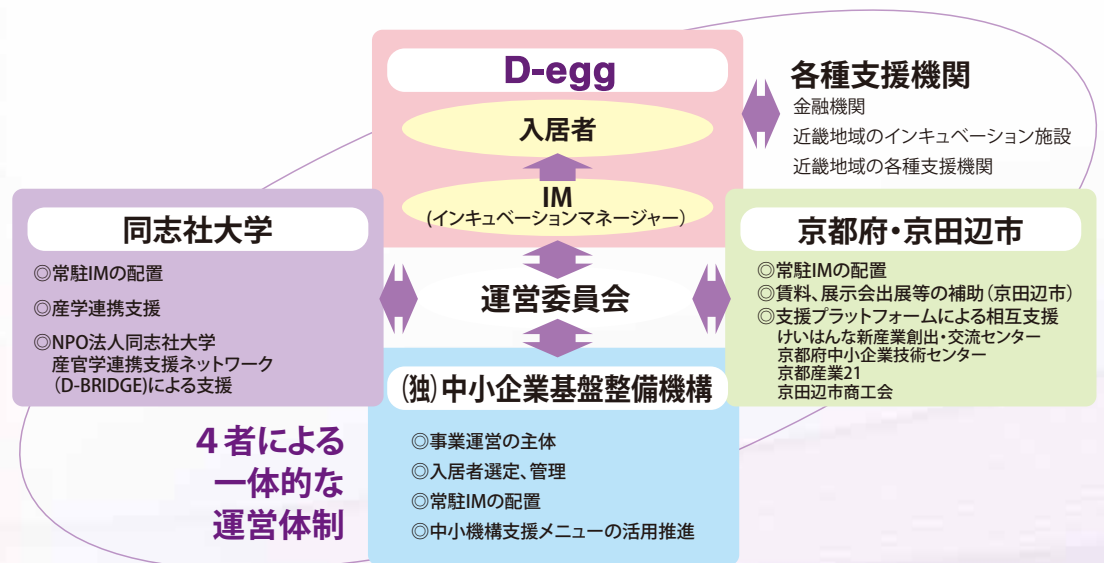 D-egg
入居者
IM
(インキュベーションマネージャー)
各種支援機関
金融機関
近畿地域のインキュベーション施設
近畿地域の各種支援機関
同志社大学
◎常駐IMの配置
◎産学連携支援
◎NPO法人同志社大学
産官学連携支援ネットワーク
(D-BRIDGE)による支援
運営委員会
京都府・京田辺市
◎常駐IMの配置
◎賃料、展示会出展等の補助(京田辺市)
◎支援プラットフォームによる相互支援
けいはんな新産業創出・交流センター
京都府中小企業技術センター
京都産業21
京田辺市商工会
(独)中小企業基盤整備機構
◎事業運営の主体
◎入居者選定、管理
◎常駐IMの配置
◎中小機構支援メニューの活用推進
4者による
一体的な
運営体制